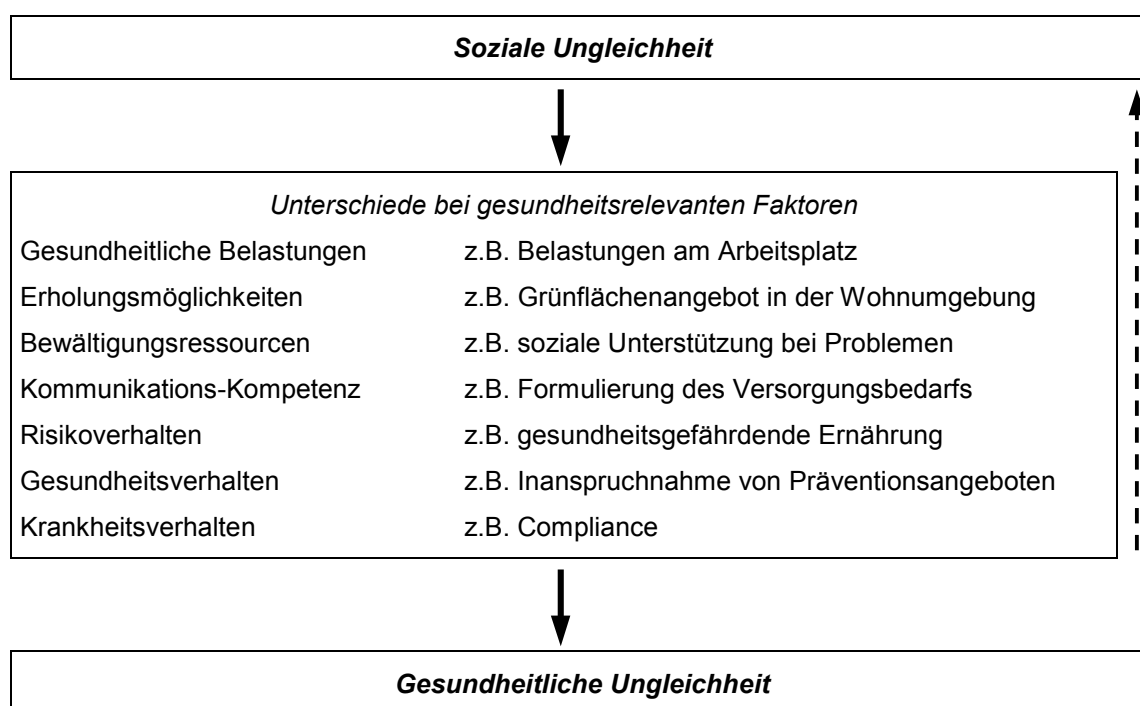 Soziale Ungleichheit
Unterschiede bei gesundheitsrelevanten Faktoren
Gesundheitliche Belastungen z.B. Belastungen am Arbeitsplatz
Erholungsmöglichkeiten z.B. Grünflächenangebot in der Wohnumgebung
Bewältigungsressourcen z.B. soziale Unterstützung bei Problemen
Kommunikations-Kompetenz z.B. Formulierung des Versorgungsbedarfs
Risikoverhalten z.B. gesundheitsgefährdende Ernährung
Gesundheitsverhalten z.B. Inanspruchnahme von Präventionsangeboten
Krankheitsverhalten z.B. Compliance
Gesundheitliche Ungleichheit